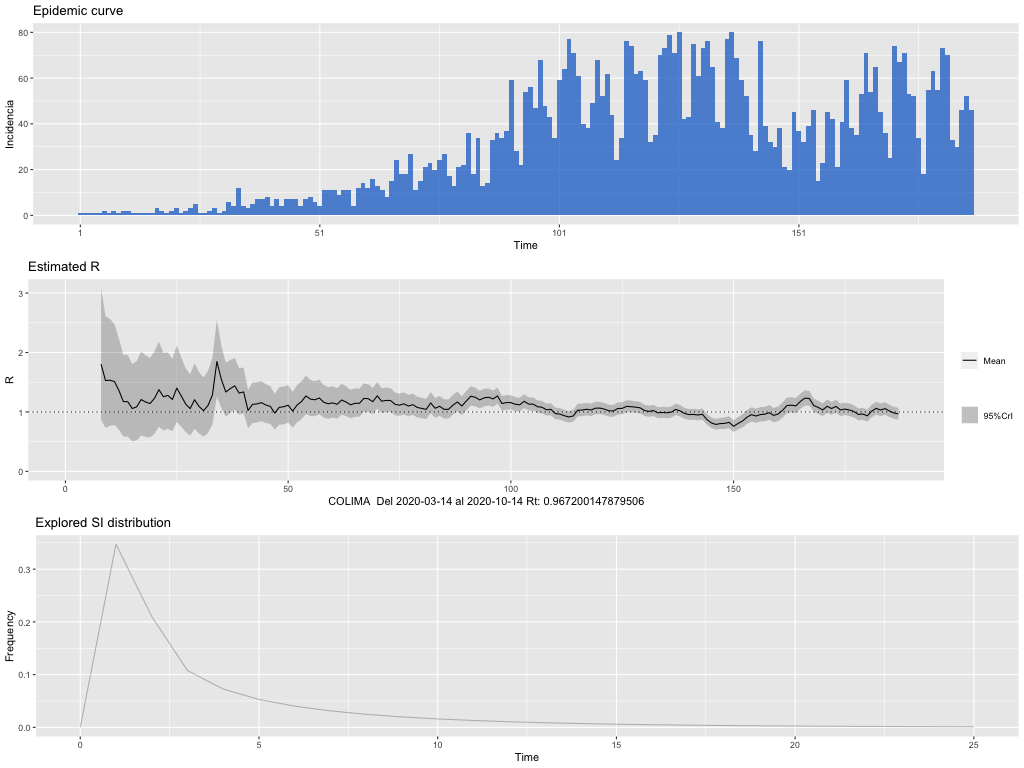 Epidemic curve
80
60
40
20
0
Incidencia
1 51 101 151
Time
Estimated R
3
2
1
0
R
Mean
95%CrI
0 50 100 150
COLIMA  Del 2020-03-14 al 2020-10-14 Rt: 0.967200147879506
Explored SI distribution
0.3
0.2
0.1
0.0
Frequency
0 5 10 15 20 25
Time